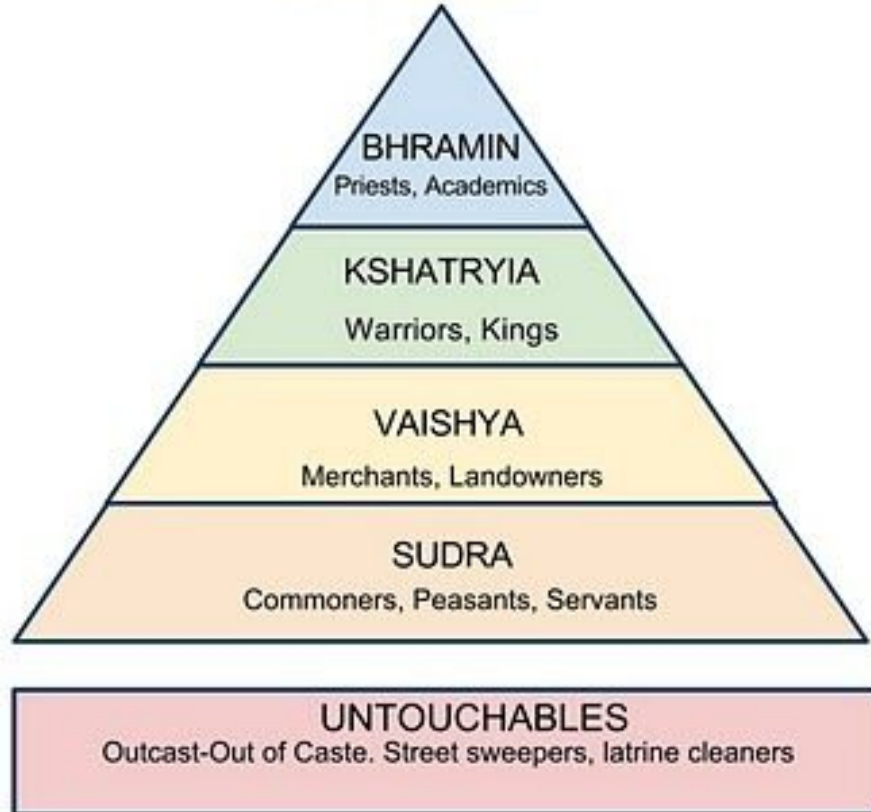 BHRAMIN
Priests, Academics
KSHATRYIA
Warriors, Kings
VAISHYA
Merchants, Landowners
SUDRA
Commoners, Peasants, Servants
UNTOUCHABLES
Outcast-Out of Caste. Street sweepers, latrine cleaners